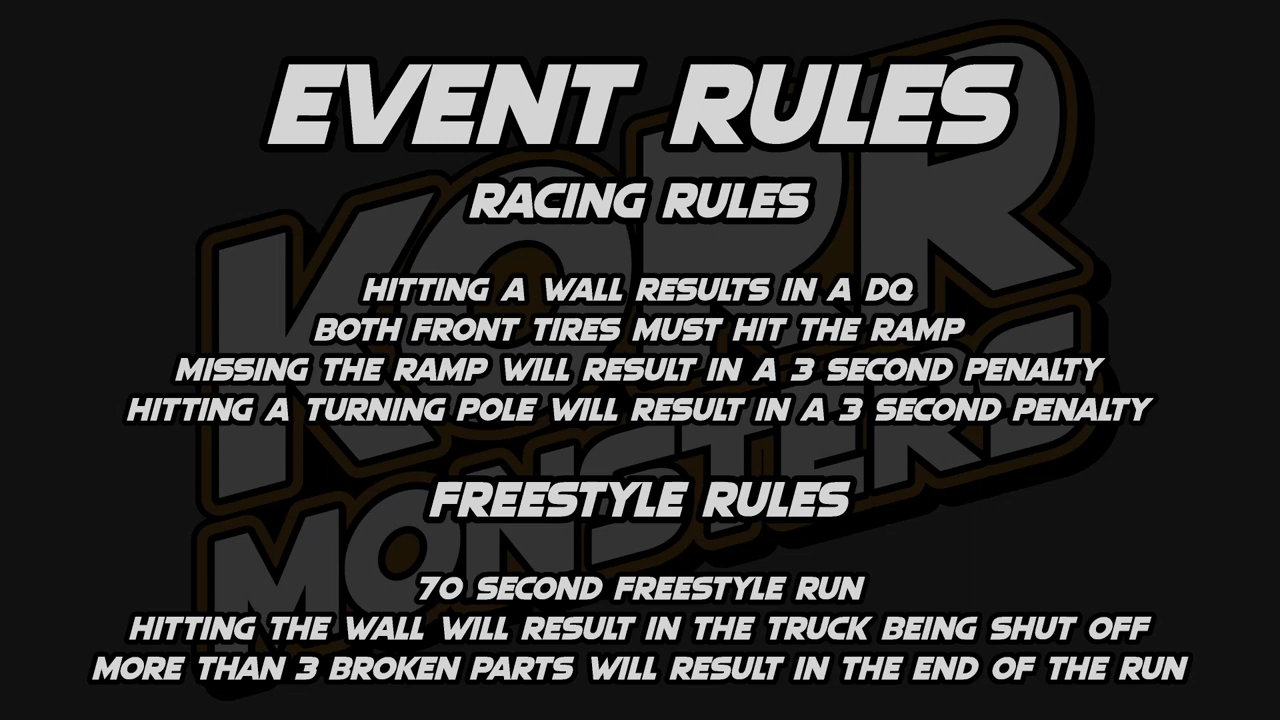 EVENT RULES
RACING RULES
HITTING A WALL RESULTS IN A DQ
BOTH FRONT TIRES MUST HIT THE RAMP
MISSING THE RAMP WILL RESULT IN A 3 SECOND PENALTY
HITTING A TURNING POLE WILL RESULT IN A 3 SECOND PENALTY
FREESTYLE RULES
70 SECOND FREESTYLE RUN
HITTING THE WALL WILL RESULT IN THE TRUCK BEING SHUT OFF
MORE THAN 3 BROKEN PARTS WILL RESULT IN THE END OF THE RUN
MONSTERS